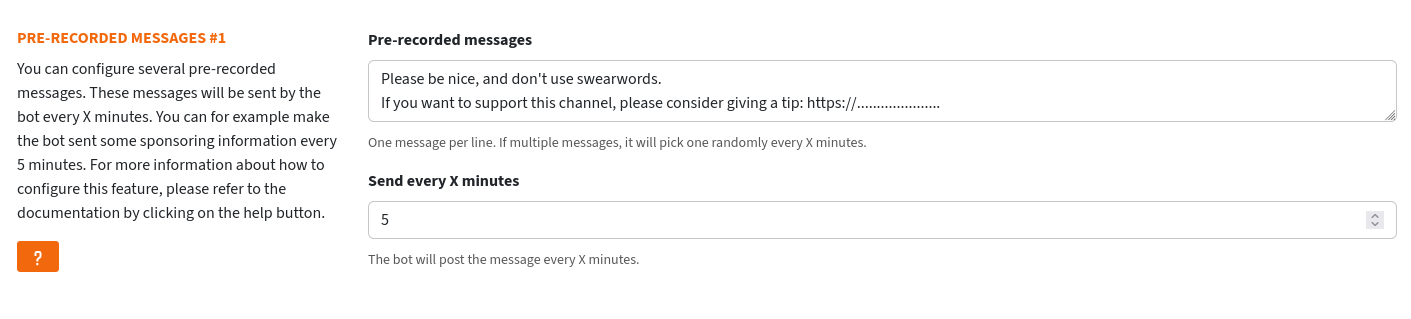 PRE-RECORDED MESSAGES #1
You can configure several pre-recorded
messages. These messages will be sent by the
bot every X minutes. You can for example make
the bot sent some sponsoring information every
5 minutes. For more information about how to
configure this feature, please refer to the
documentation by clicking on the help button.
?
Pre-recorded messages
Please be nice, and don't use swearwords.
If you want to support this channel, please consider giving a tip: https://.....................
One message per line. If multiple messages, it will pick one randomly every X minutes.
Send every X minutes
5
The bot will post the message every X minutes.